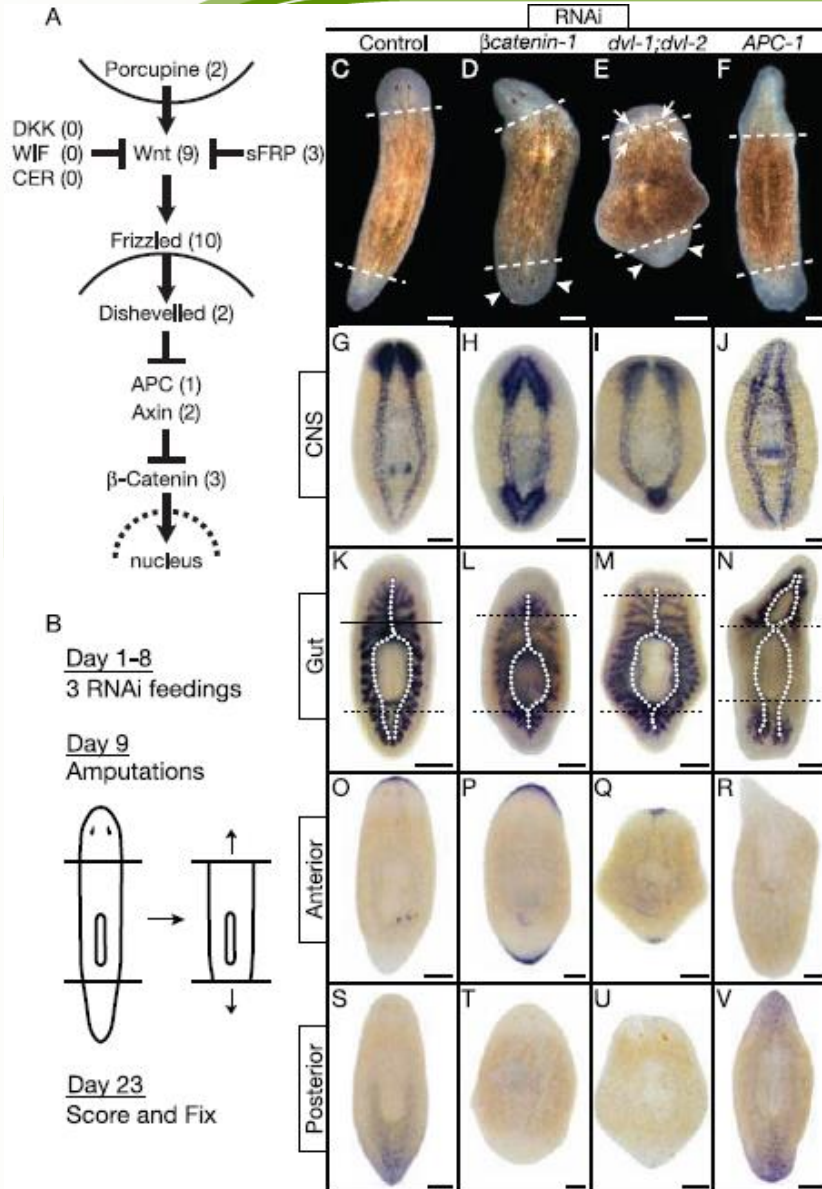 A
Porcupine (2)
DKK (0)
WIF (0)
CER (0)
Wnt (9)
sFRP (3)
Frizzled (10)
Dishevelled (2)
APC (1)
Axin (2)
β-Catenin (3)
nucleus
B
Day 1-8
3 RNAi feedings
Day 9
Amputations
Day 23
Score and Fix
RNAi
Control βcatenin-1 dvl-1;dvl-2 APC-1
C D E F
CNS
G H I J
Gut
K L M N
Anterior
O P Q R
Posterior
S T U V